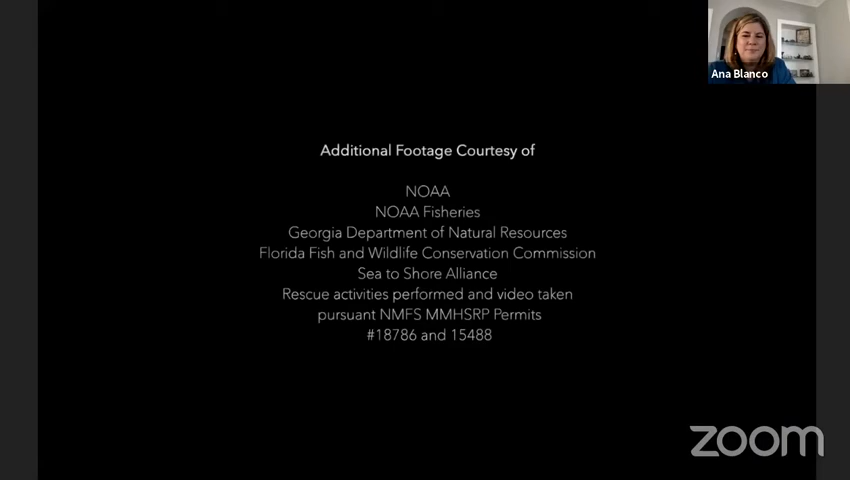 Ana Blanco
Additional Footage Courtesy of
NOAA
NOAA Fisheries
Georgia Department of Natural Resources
Florida Fish and Wildlife Conservation Commission
Sea to Shore Alliance
Rescue activities performed and video taken
pursuant NMFS MMHSRP Permits
#18786 and 15488
zoom